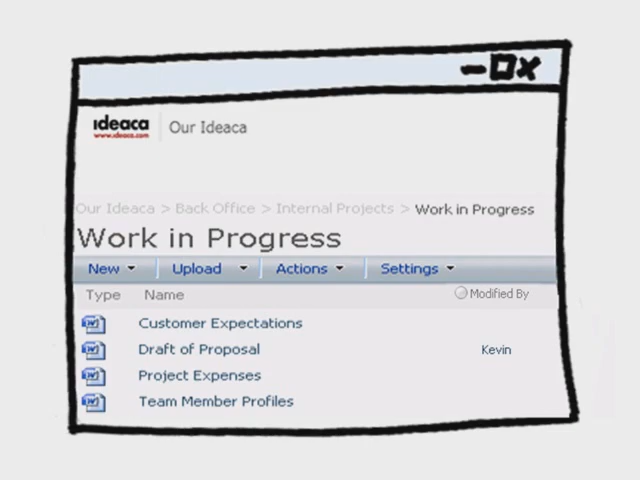 ideaca
www.ideaca.com
Our Ideaca
Our Ideaca > Back Office > Internal Projects > Work in Progress
Work in Progress
New Upload Actions Settings
Type Name Modified By
Customer Expectations
Draft of Proposal Kevin
Project Expenses
Team Member Profiles